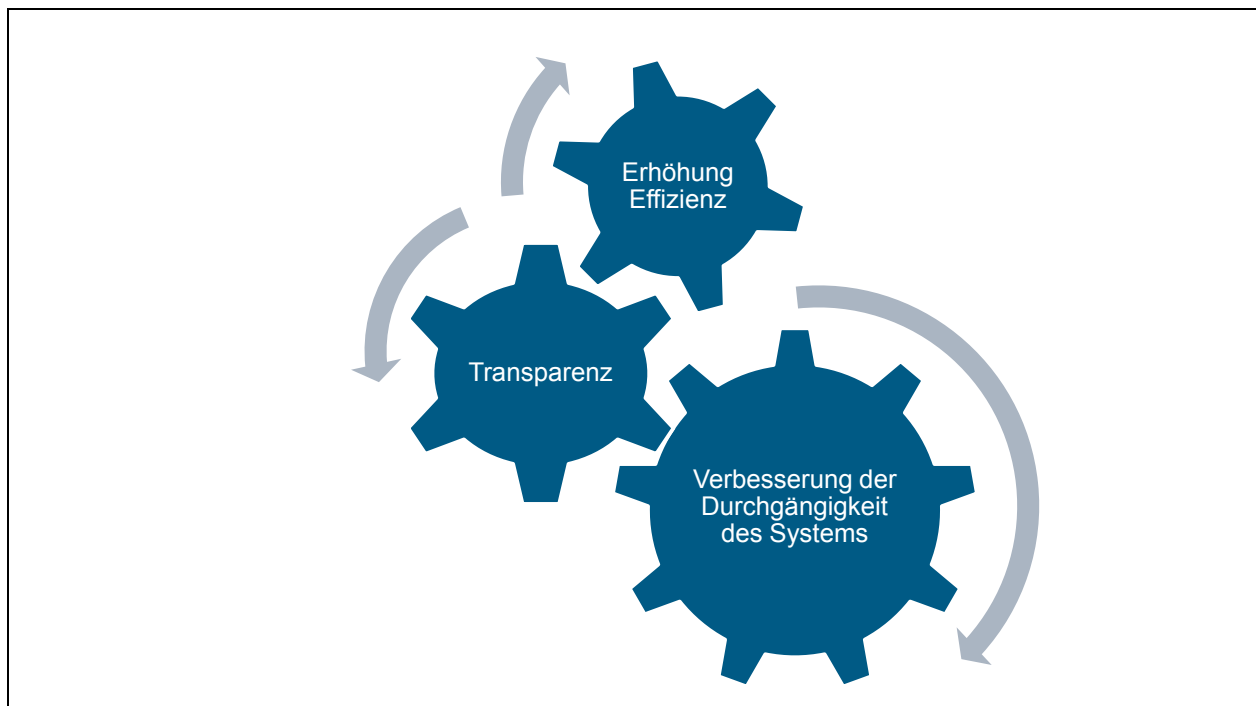 Erhöhung
Effizienz
Transparenz
Verbesserung der
Durchgängigkeit
des Systems